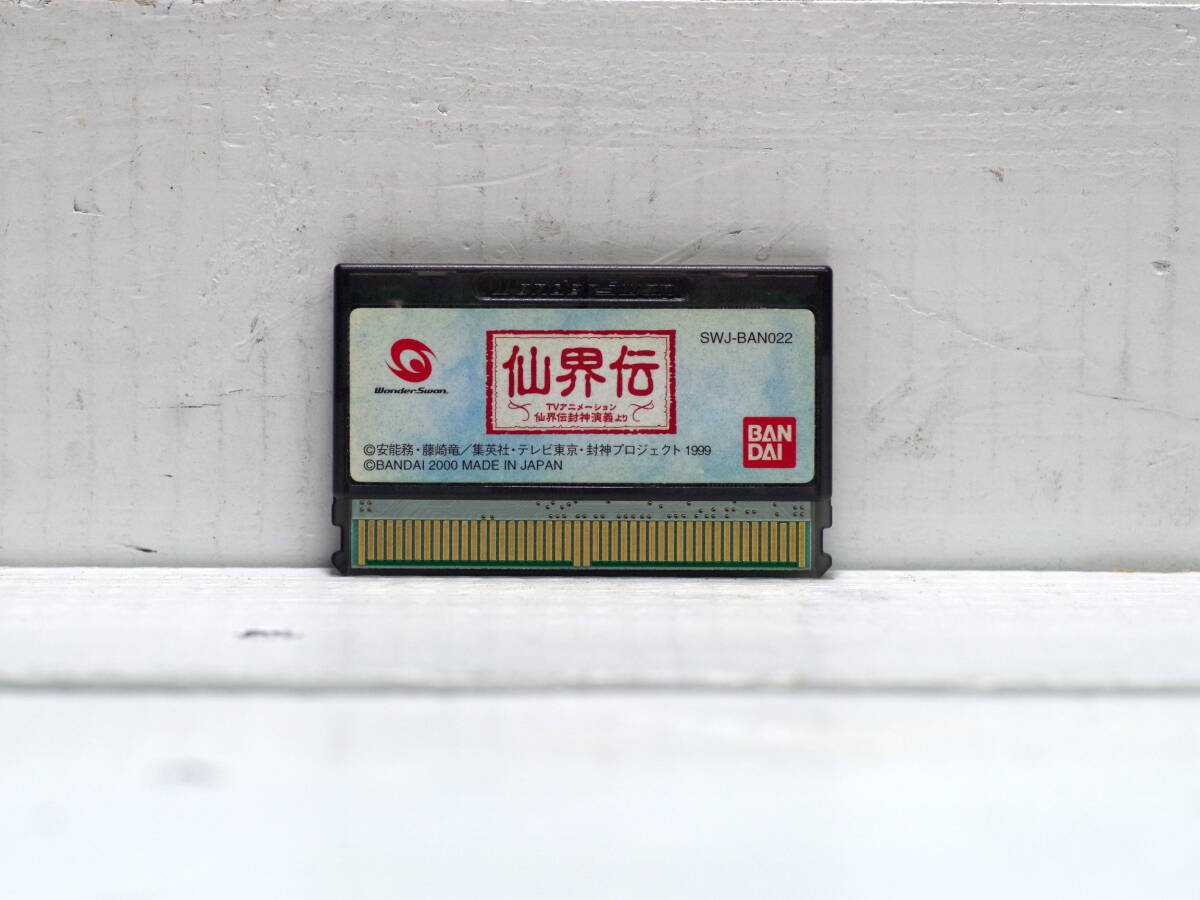 WonderSwan
SWJ-BAN022
仙界伝
WonderSwan
TVアニメーション
仙界伝封神演義より
BAN
DAI
©安能務・藤崎竜／集英社・テレビ東京・封神プロジェクト 1999
©BANDAI 2000 MADE IN JAPAN